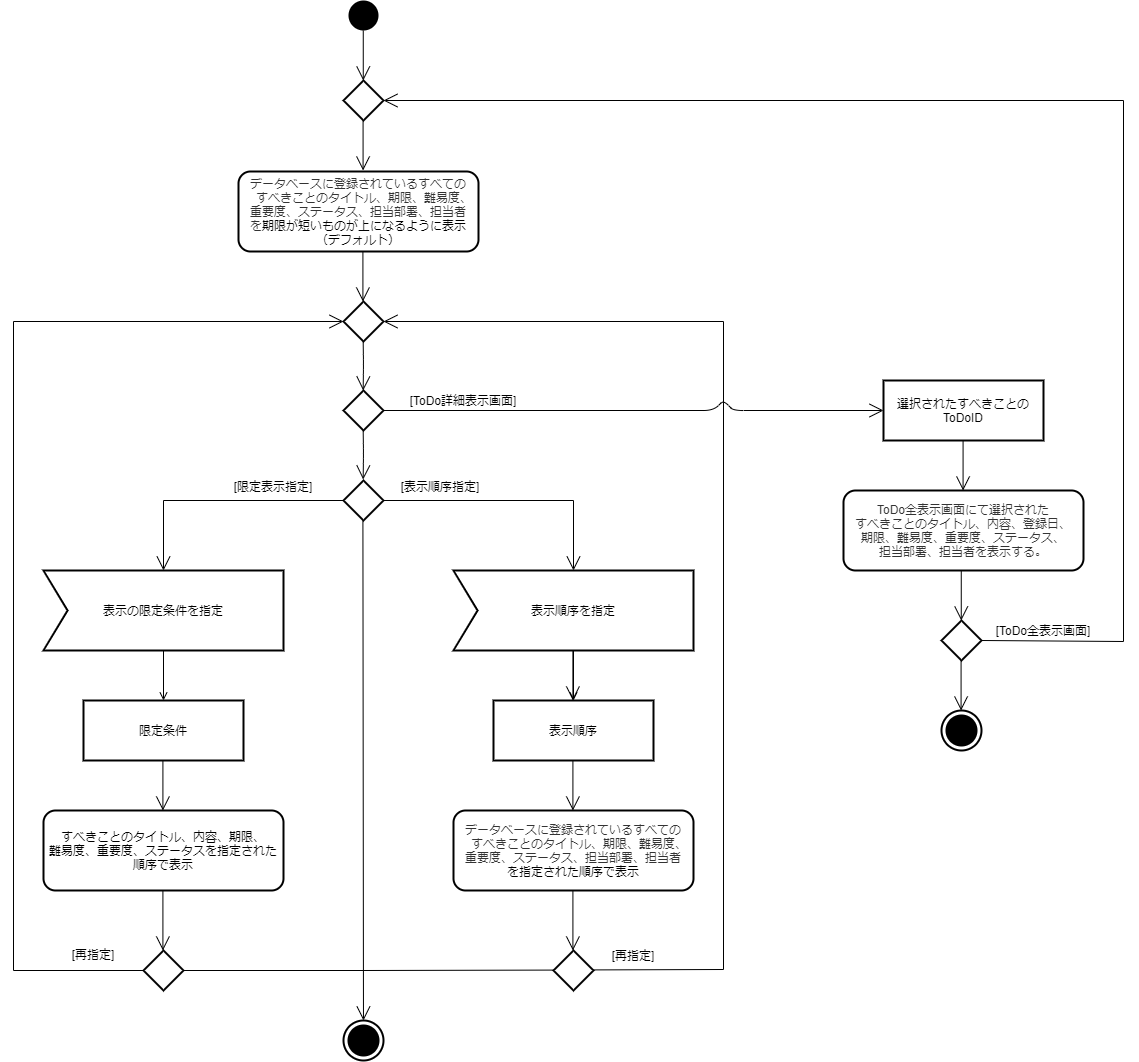 データベースに登録されているすべての
すべきことのタイトル、期限、難易度、
重要度、ステータス、担当部署、担当者
を期限が短いものが上になるように表示
（デフォルト）
[ToDo詳細表示画面]
選択されたすべきことの
ToDoID
[限定表示指定]
[表示順序指定]
ToDo全表示画面にて選択された
すべきことのタイトル、内容、登録日、
期限、難易度、重要度、ステータス、
担当部署、担当者を表示する。
表示の限定条件を指定
表示順序を指定
[ToDo全表示画面]
限定条件
表示順序
すべきことのタイトル、内容、期限、
難易度、重要度、ステータスを指定された
順序で表示
データベースに登録されているすべての
すべきことのタイトル、期限、難易度、
重要度、ステータス、担当部署、担当者
を指定された順序で表示
[再指定]
[再指定]